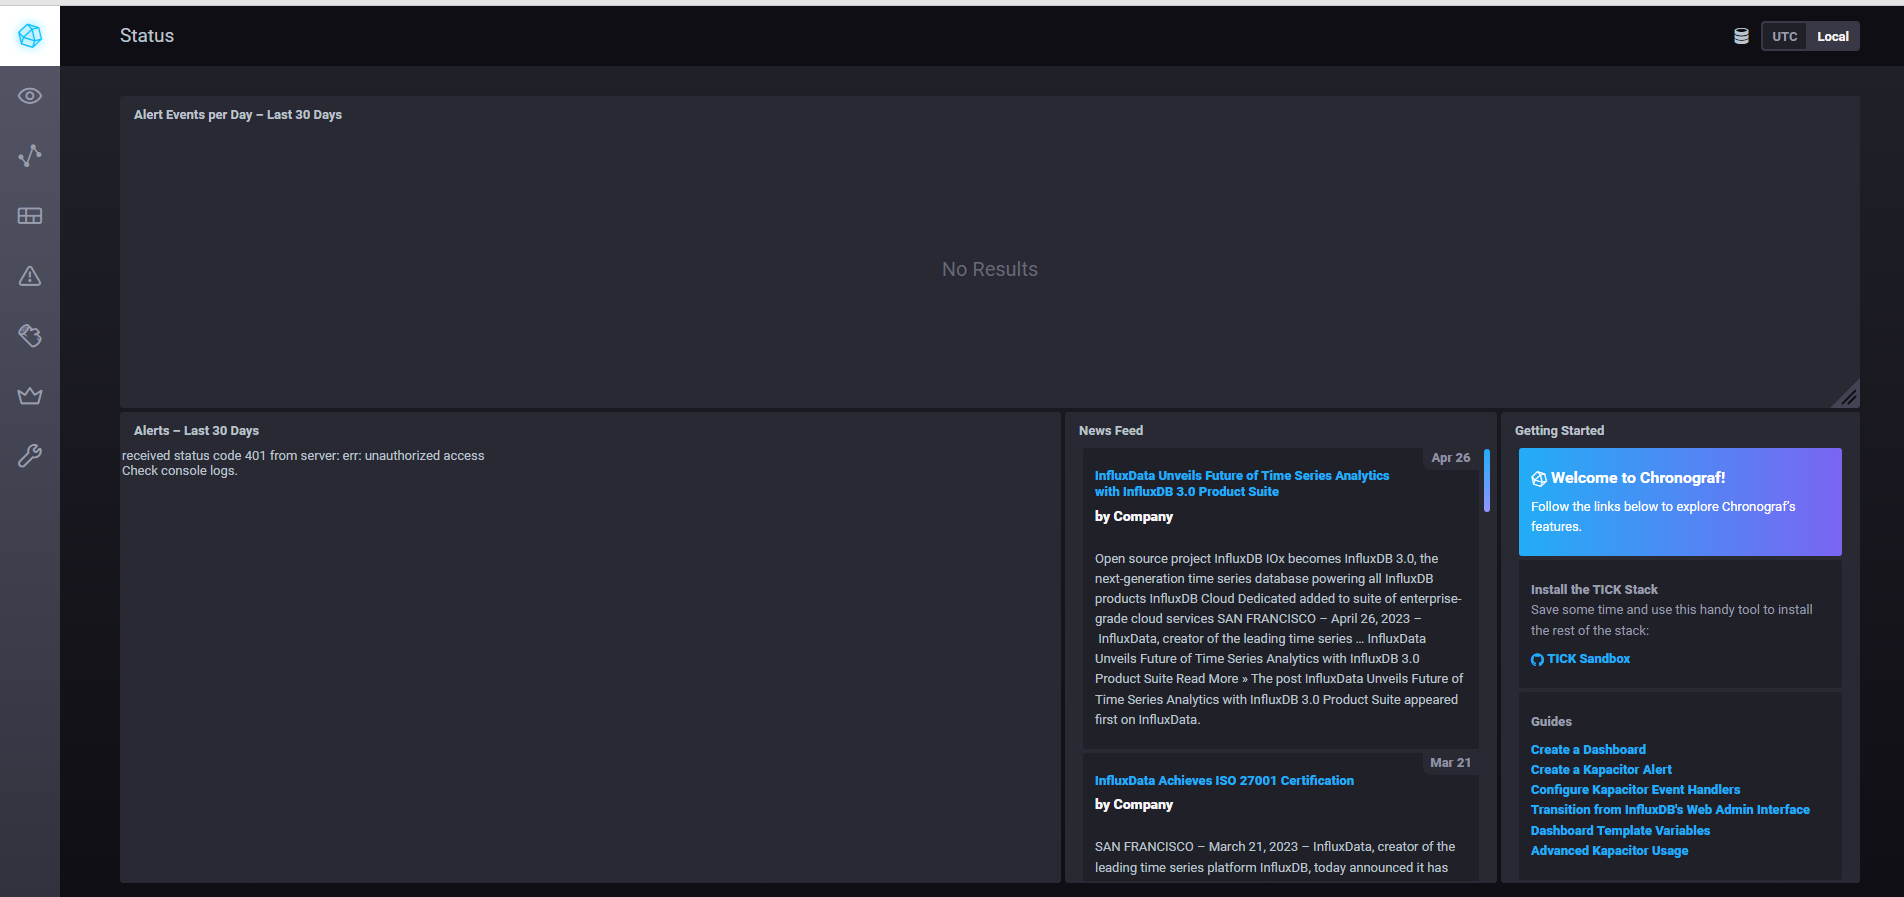 Status
UTC
Local
Alert Events per Day – Last 30 Days
No Results
Alerts – Last 30 Days
received status code 401 from server: err: unauthorized access
Check console logs.
News Feed
Apr 26
InfluxData Unveils Future of Time Series Analytics
with InfluxDB 3.0 Product Suite
by Company
Open source project InfluxDB IOx becomes InfluxDB 3.0, the
next-generation time series database powering all InfluxDB
products InfluxDB Cloud Dedicated added to suite of enterprise-
grade cloud services SAN FRANCISCO – April 26, 2023 –
InfluxData, creator of the leading time series ... InfluxData
Unveils Future of Time Series Analytics with InfluxDB 3.0
Product Suite Read More » The post InfluxData Unveils Future of
Time Series Analytics with InfluxDB 3.0 Product Suite appeared
first on InfluxData.
Mar 21
InfluxData Achieves ISO 27001 Certification
by Company
SAN FRANCISCO – March 21, 2023 – InfluxData, creator of the
leading time series platform InfluxDB, today announced it has
Getting Started
Welcome to Chronograf!
Follow the links below to explore Chronograf's
features.
Install the TICK Stack
Save some time and use this handy tool to install
the rest of the stack:
TICK Sandbox
Guides
Create a Dashboard
Create a Kapacitor Alert
Configure Kapacitor Event Handlers
Transition from InfluxDB's Web Admin Interface
Dashboard Template Variables
Advanced Kapacitor Usage